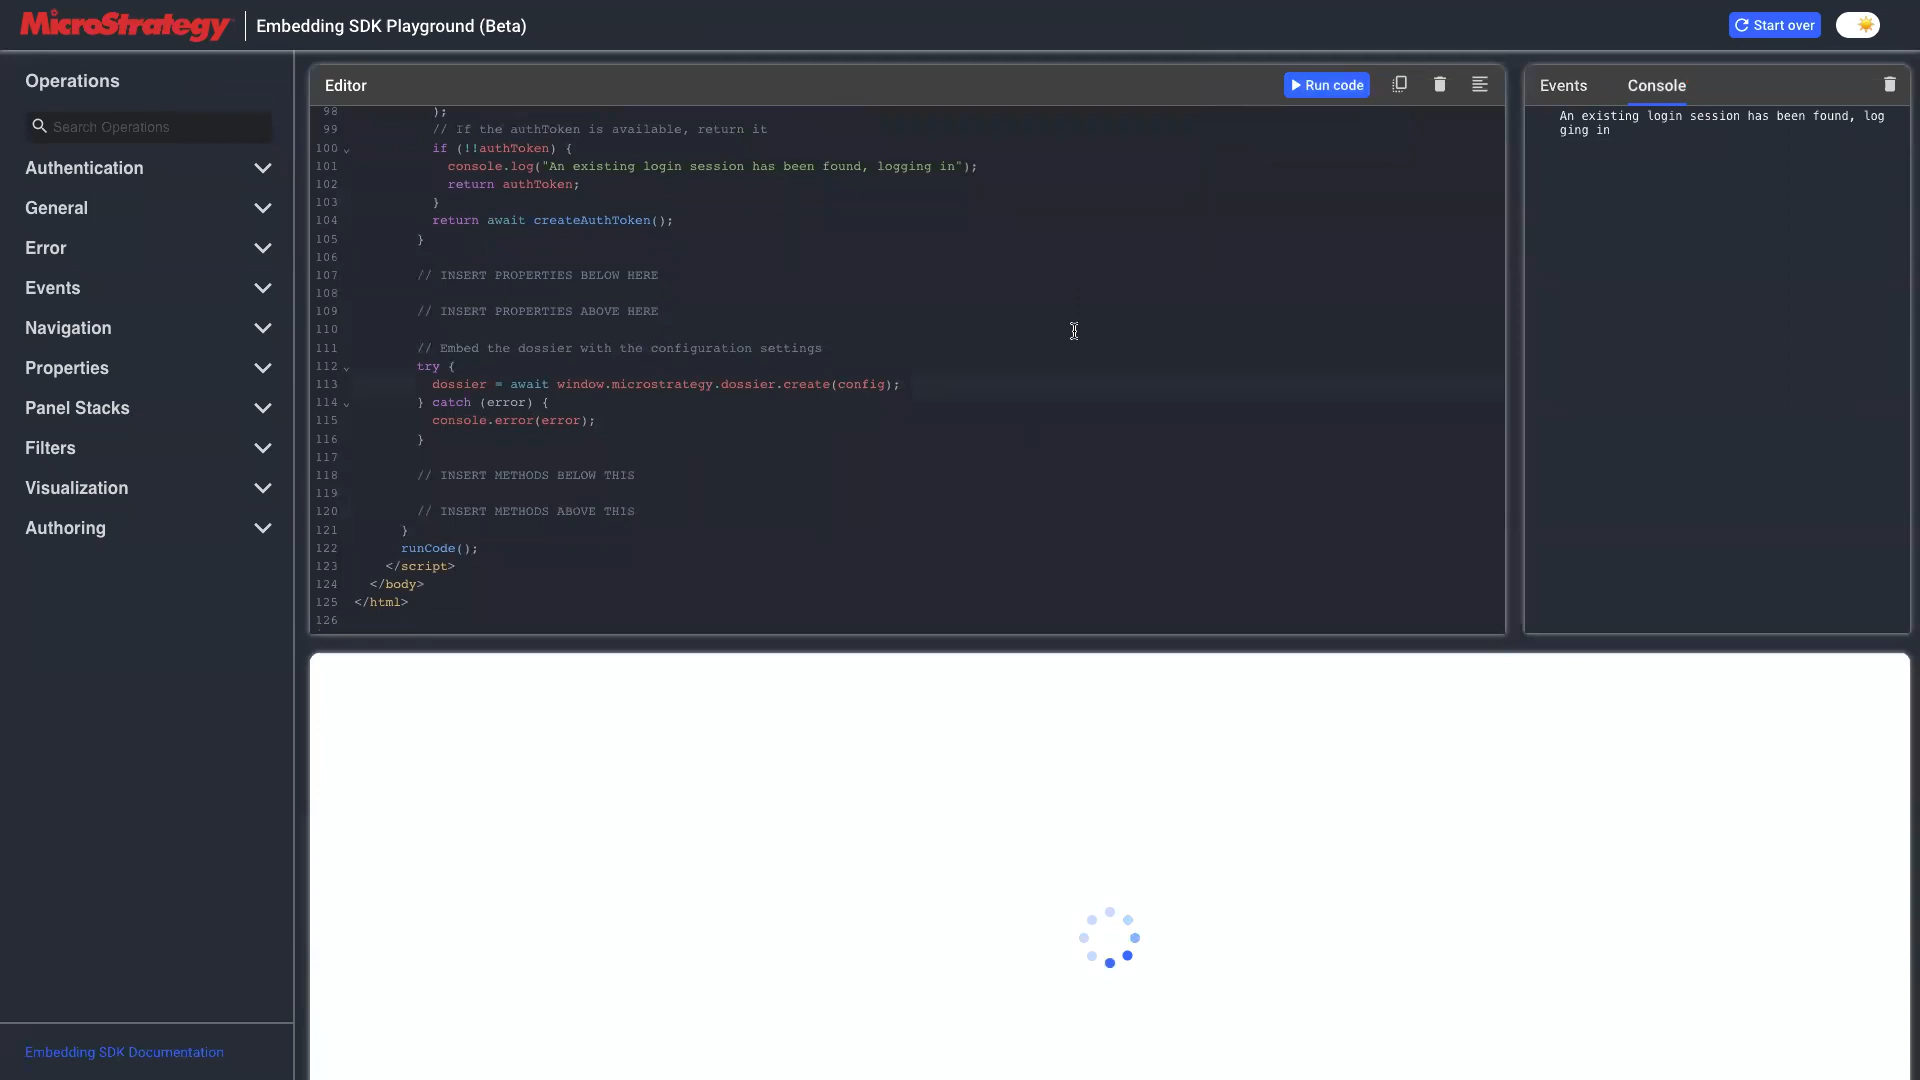 MicroStrategy
Embedding SDK Playground (Beta)
Start over
Operations
Search Operations
Authentication
General
Error
Events
Navigation
Properties
Panel Stacks
Filters
Visualization
Authoring
Embedding SDK Documentation
Editor
Run code
98 );
99 // If the authToken is available, return it
100 if (!!authToken) {
101 console.log("An existing login session has been found, logging in");
102 return authToken;
103 }
104 return await createAuthToken();
105 }
106
107 // INSERT PROPERTIES BELOW HERE
108
109 // INSERT PROPERTIES ABOVE HERE
110
111 // Embed the dossier with the configuration settings
112 try {
113 dossier = await window.microstrategy.dossier.create(config);
114 } catch (error) {
115 console.error(error);
116 }
117
118 // INSERT METHODS BELOW THIS
119
120 // INSERT METHODS ABOVE THIS
121 }
122 runCode();
123 </script>
124 </body>
125 </html>
126
Events
Console
An existing login session has been found, log
ging in